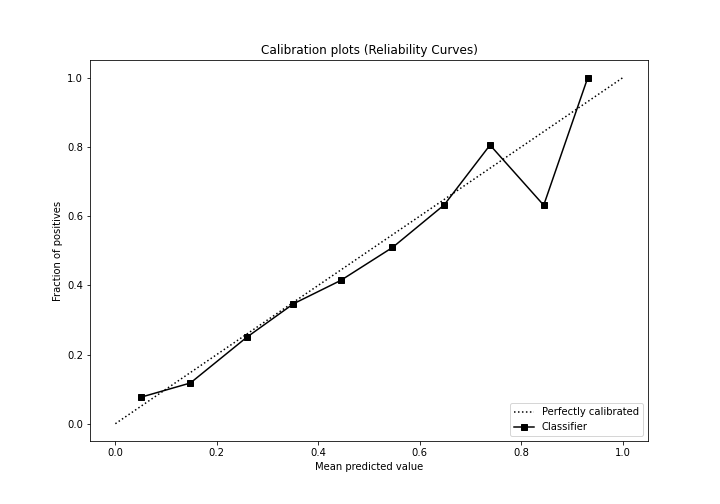 Calibration plots (Reliability Curves)
1.0
0.8
0.6
0.4
0.2
0.0
Fraction of positives
0.0 0.2 0.4 0.6 0.8 1.0
Mean predicted value
Perfectly calibrated
Classifier